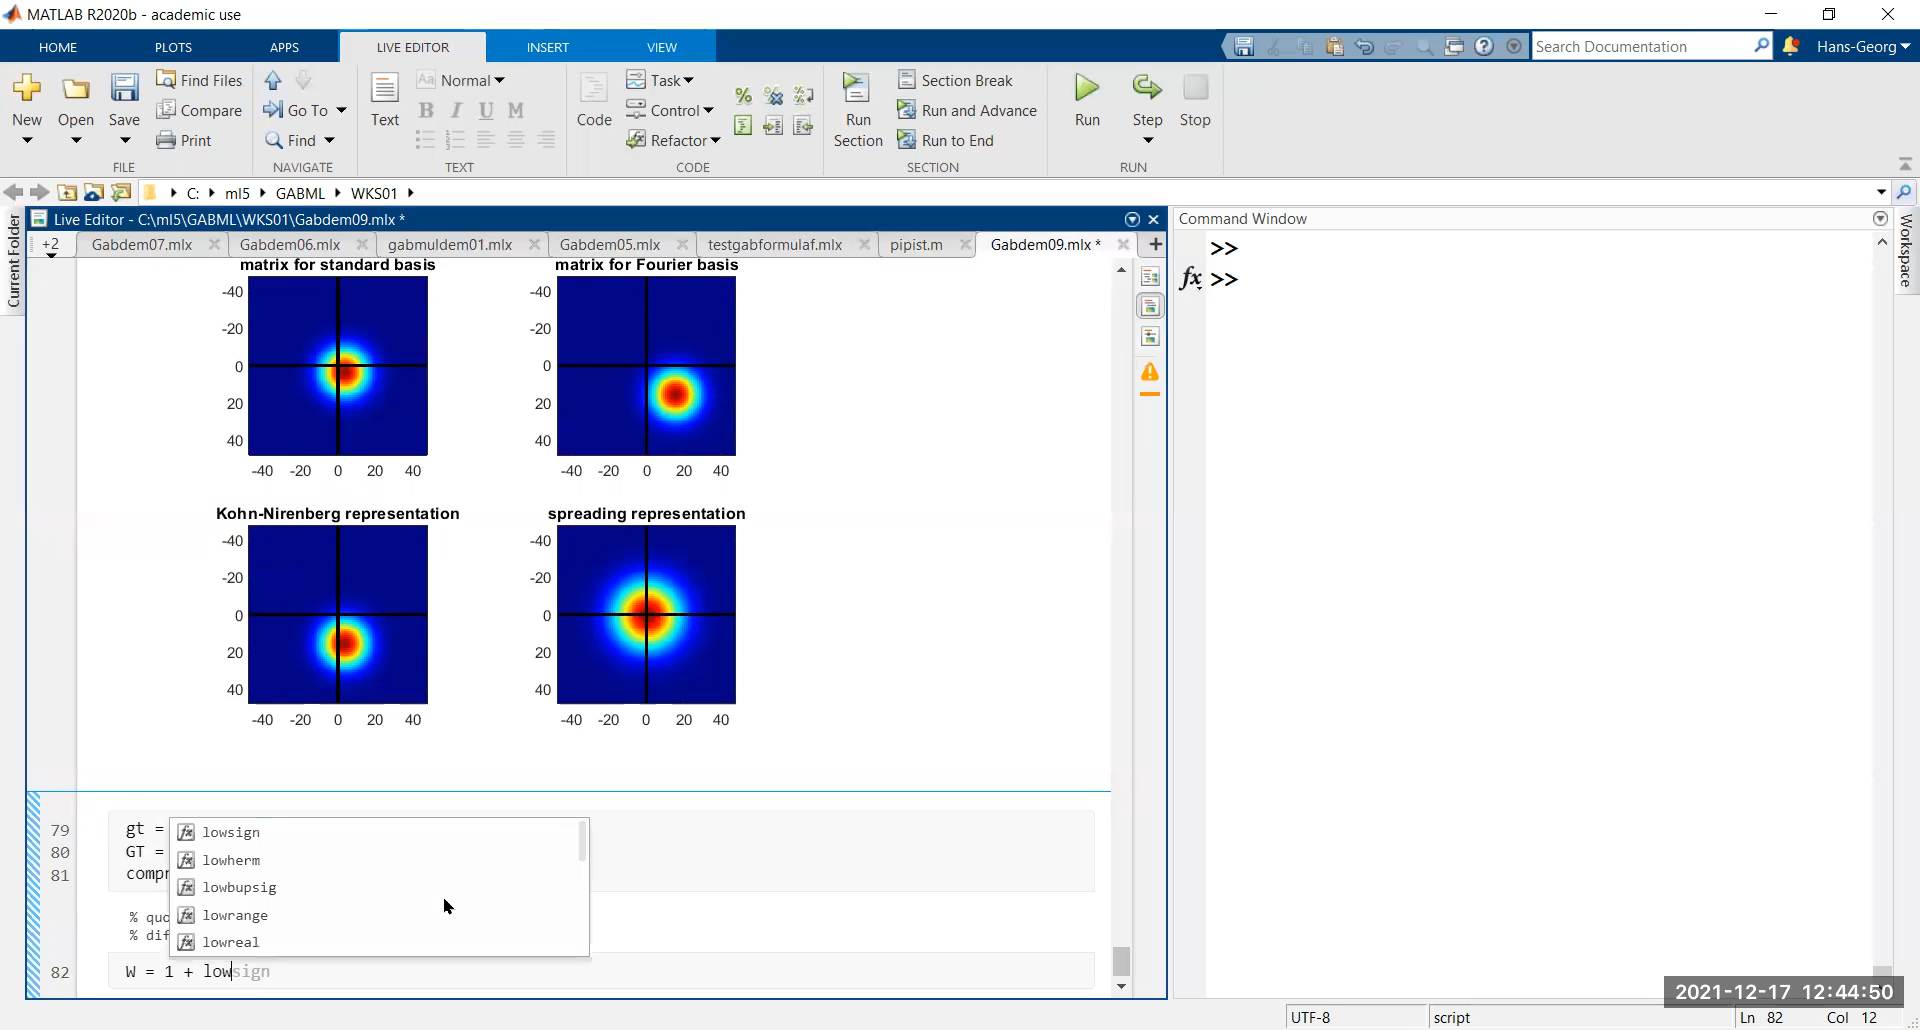 MATLAB R2020b - academic use
HOME PLOTS APPS LIVE EDITOR INSERT VIEW
Search Documentation
Hans-Georg
New
Open
Save
Find Files
Compare
Print
FILE
Go To
Find
NAVIGATE
Text
Aa Normal
B I U M
TEXT
Code
Task
Control
Refactor
CODE
Run Section
Section Break
Run and Advance
Run to End
SECTION
Run
Step
Stop
RUN
C: ml5 GABML WKS01
Current Folder
Live Editor - C:\ml5\GABML\WKS01\Gabdem09.mlx *
+2 Gabdem07.mlx Gabdem06.mlx gabmuldem01.mlx Gabdem05.mlx testgabformulaf.mlx pipist.m Gabdem09.mlx *
matrix for standard basis
-40
-20
0
20
40
-40 -20 0 20 40
matrix for Fourier basis
-40
-20
0
20
40
-40 -20 0 20 40
Kohn-Nirenberg representation
-40
-20
0
20
40
-40 -20 0 20 40
spreading representation
-40
-20
0
20
40
-40 -20 0 20 40
79 gt =
80 GT =
81 compr
% quo
% dif
lowsign
lowherm
lowbupsig
lowrange
lowreal
82 W = 1 + lowsign
Command Window
>>
fx >>
Workspace
2021-12-17 12:44:50
UTF-8 script Ln 82 Col 12